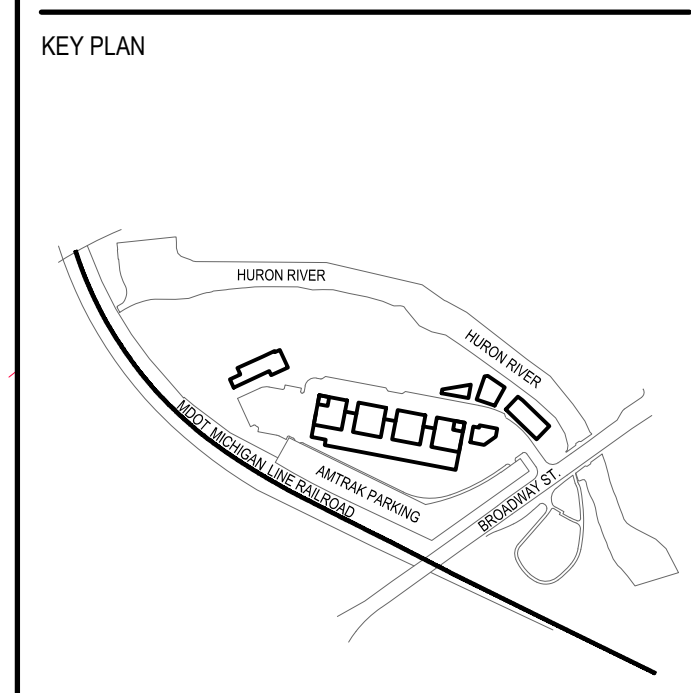 KEY PLAN
HURON RIVER
HURON RIVER
MDOT MICHIGAN LINE RAILROAD
AMTRAK PARKING
BROADWAY ST.